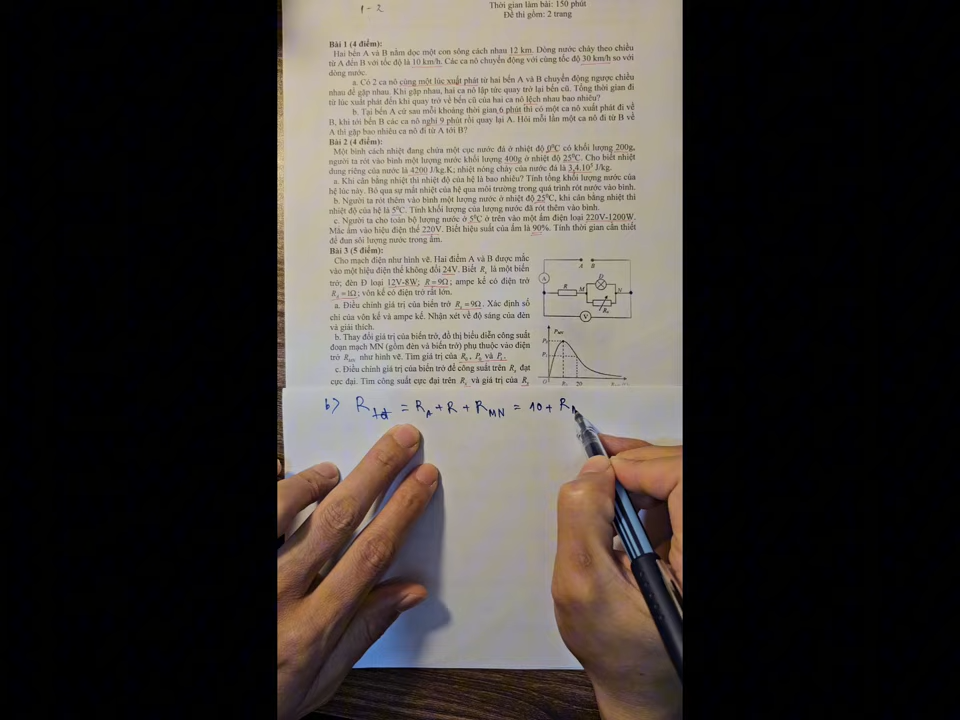 1-2
Thời gian làm bài: 150 phút
Đề thi gồm: 2 trang
Bài 1 (4 điểm):
Hai bến A và B nằm dọc một con sông cách nhau 12 km. Dòng nước chảy theo chiều
từ A đến B với tốc độ là 10 km/h. Các ca nô chuyển động với cùng tốc độ 30 km/h so với
dòng nước.
a. Có 2 ca nô cùng một lúc xuất phát từ hai bến A và B chuyển động ngược chiều
nhau để gặp nhau. Khi gặp nhau, hai ca nô lập tức quay trở lại bến cũ. Tổng thời gian đi
từ lúc xuất phát đến khi quay trở về bến cũ của hai ca nô lệch nhau bao nhiêu?
b. Tại bến A cứ sau mỗi khoảng thời gian 6 phút thì có một ca nô xuất phát đi về
B, khi tới bến B các ca nô nghỉ 9 phút rồi quay lại A. Hỏi mỗi lần một ca nô đi từ B về
A thì gặp bao nhiêu ca nô đi từ A tới B?
Bài 2 (4 điểm):
Một bình cách nhiệt đang chứa một cục nước đá ở nhiệt độ 0⁰C có khối lượng 200g,
người ta rót vào bình một lượng nước khối lượng 400g ở nhiệt độ 25⁰C. Cho biết nhiệt
dung riêng của nước là 4200 J/kg.K; nhiệt nóng chảy của nước đá là 3,4.10⁵ J/kg.
a. Khi cân bằng nhiệt thì nhiệt độ của hệ là bao nhiêu? Tính tổng khối lượng nước của
hệ lúc này. Bỏ qua sự mất nhiệt của hệ qua môi trường trong quá trình rót nước vào bình.
b. Người ta rót thêm vào bình một lượng nước ở nhiệt độ 25⁰C, khi cân bằng nhiệt thì
nhiệt độ của hệ là 5⁰C. Tính khối lượng của lượng nước đã rót thêm vào bình.
c. Người ta cho toàn bộ lượng nước ở 5⁰C ở trên vào một ấm điện loại 220V-1200W.
Mắc ấm vào hiệu điện thế 220V. Biết hiệu suất của ấm là 90%. Tính thời gian cần thiết
để đun sôi lượng nước trong ấm.
Bài 3 (5 điểm):
Cho mạch điện như hình vẽ. Hai điểm A và B được mắc
vào một hiệu điện thế không đổi 24V. Biết Rₓ là một biến
trở; đèn Đ loại 12V-8W; R=9Ω; ampe kế có điện trở
R_A=1Ω; vôn kế có điện trở rất lớn.
a. Điều chỉnh giá trị của biến trở Rₓ=9Ω. Xác định số
chỉ của vôn kế và ampe kế. Nhận xét về độ sáng của đèn
và giải thích.
b. Thay đổi giá trị của biến trở, đồ thị biểu diễn công suất
đoạn mạch MN (gồm đèn và biến trở) phụ thuộc vào điện
trở R_MN như hình vẽ. Tìm giá trị của R₀, P₀ và P₁.
c. Điều chỉnh giá trị của biến trở để công suất trên Rₓ đạt
cực đại. Tìm công suất cực đại trên Rₓ và giá trị của Rₓ
A B
A
Đ
R M N
Rₓ
V
P_MN
P₀
P₁
O R₀ 20
b) R_tđ = R_A + R + R_MN = 10 + R